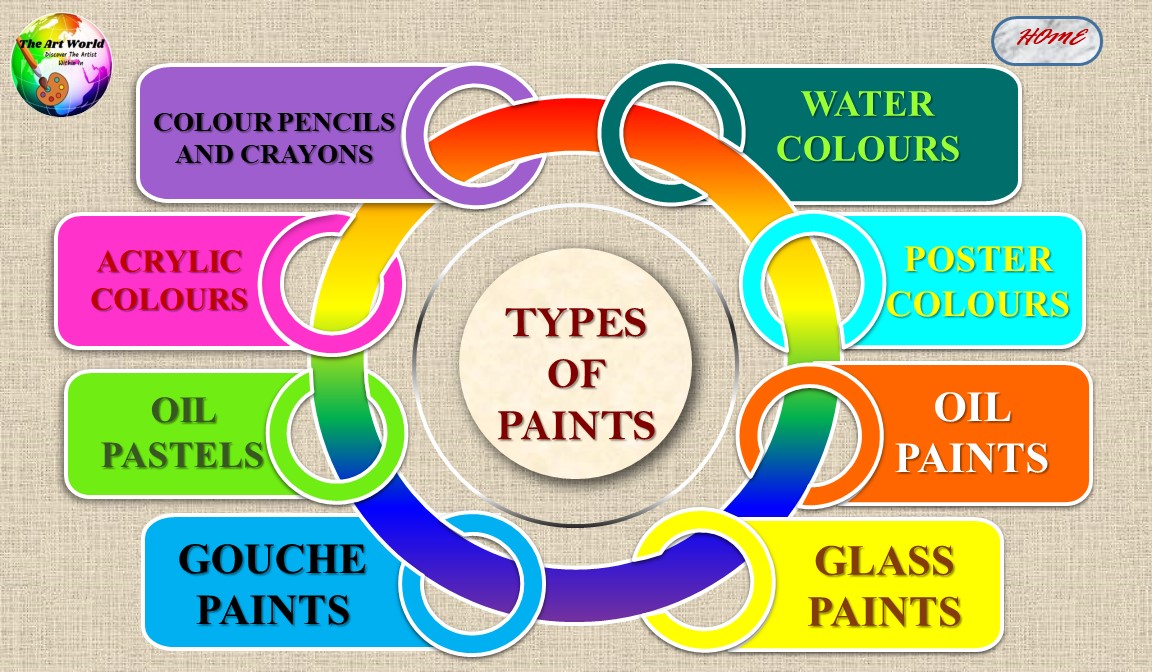 The Art World
Discover The Artist
Within In
HOME
COLOUR PENCILS
AND CRAYONS
WATER
COLOURS
ACRYLIC
COLOURS
POSTER
COLOURS
TYPES
OF
PAINTS
OIL
PASTELS
OIL
PAINTS
GOUCHE
PAINTS
GLASS
PAINTS